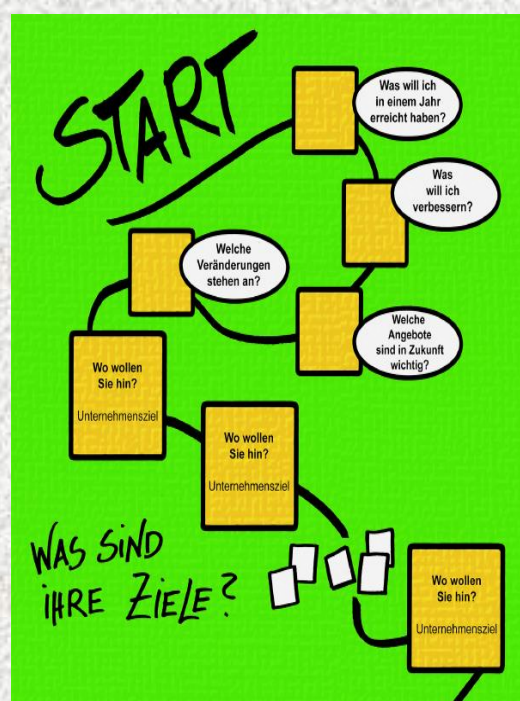 START
Was will ich
in einem Jahr
erreicht haben?
Was
will ich
verbessern?
Welche
Angebote
sind in Zukunft
wichtig?
Welche
Veränderungen
stehen an?
Wo wollen
Sie hin?
Unternehmensziel
Wo wollen
Sie hin?
Unternehmensziel
WAS SiND
iHRE ZiELE?
Wo wollen
Sie hin?
Unternehmensziel